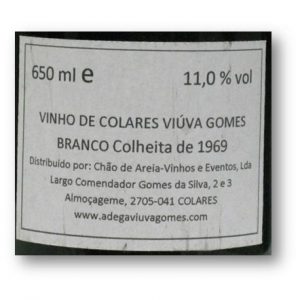 650 ml e 11,0 % vol
VINHO DE COLARES VIÚVA GOMES
BRANCO Colheita de 1969
Distribuido por: Chão de Areia-Vinhos e Eventos, Lda
Largo Comendador Gomes da Silva, 2 e 3
Almoçageme, 2705-041 COLARES
www.adegaviuvagomes.com